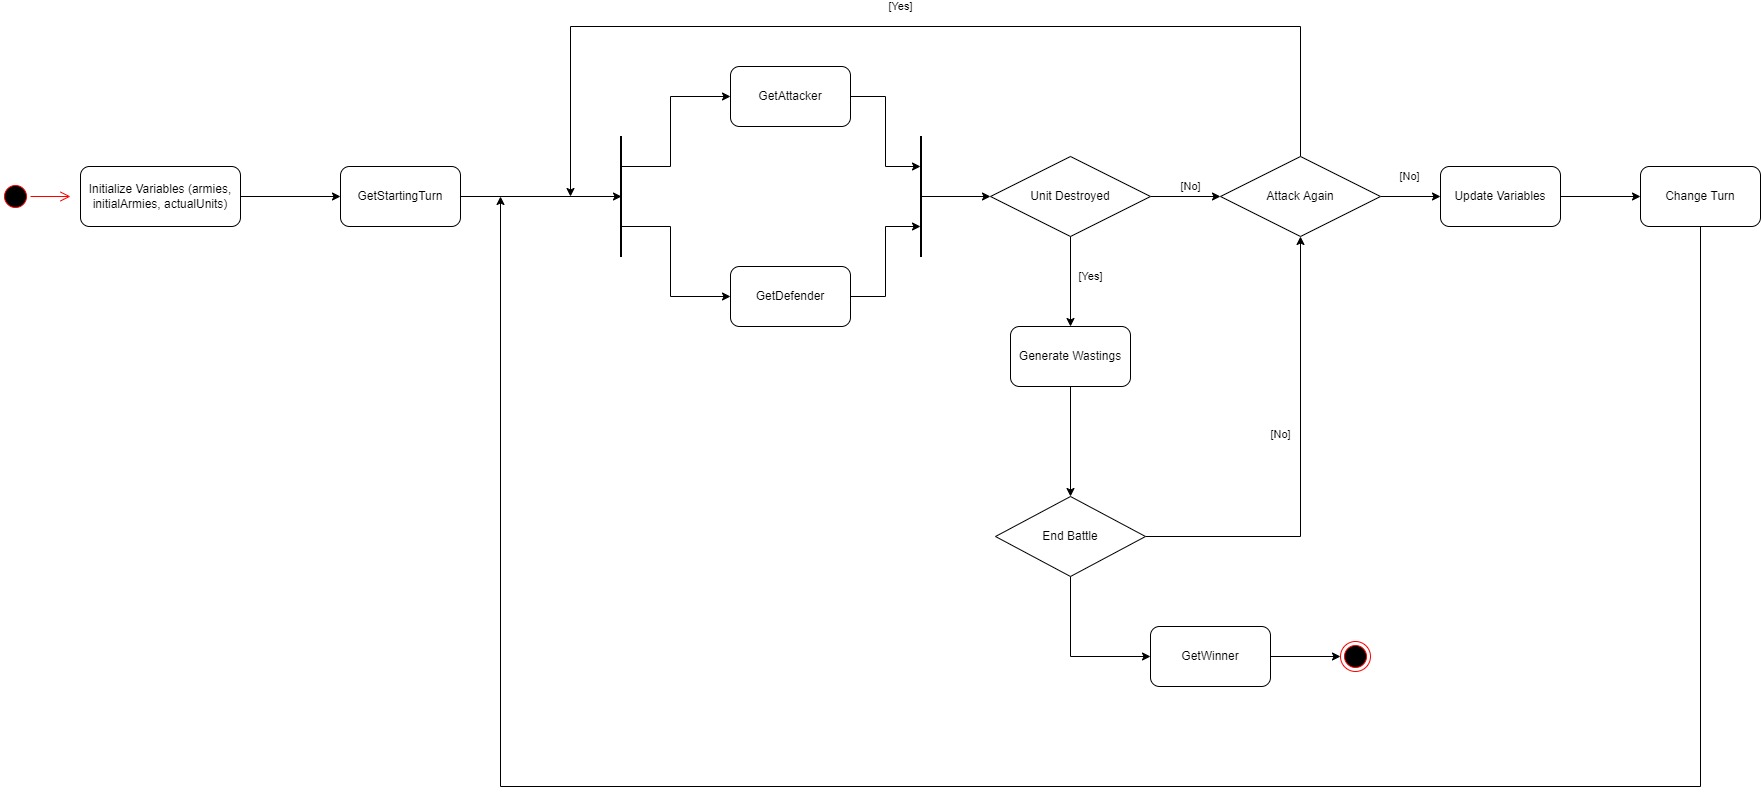 [Yes]
GetAttacker
Initialize Variables (armies,
initialArmies, actualUnits)
GetStartingTurn
Unit Destroyed
[No]
Attack Again
[No]
Update Variables
Change Turn
GetDefender
[Yes]
Generate Wastings
[No]
End Battle
GetWinner